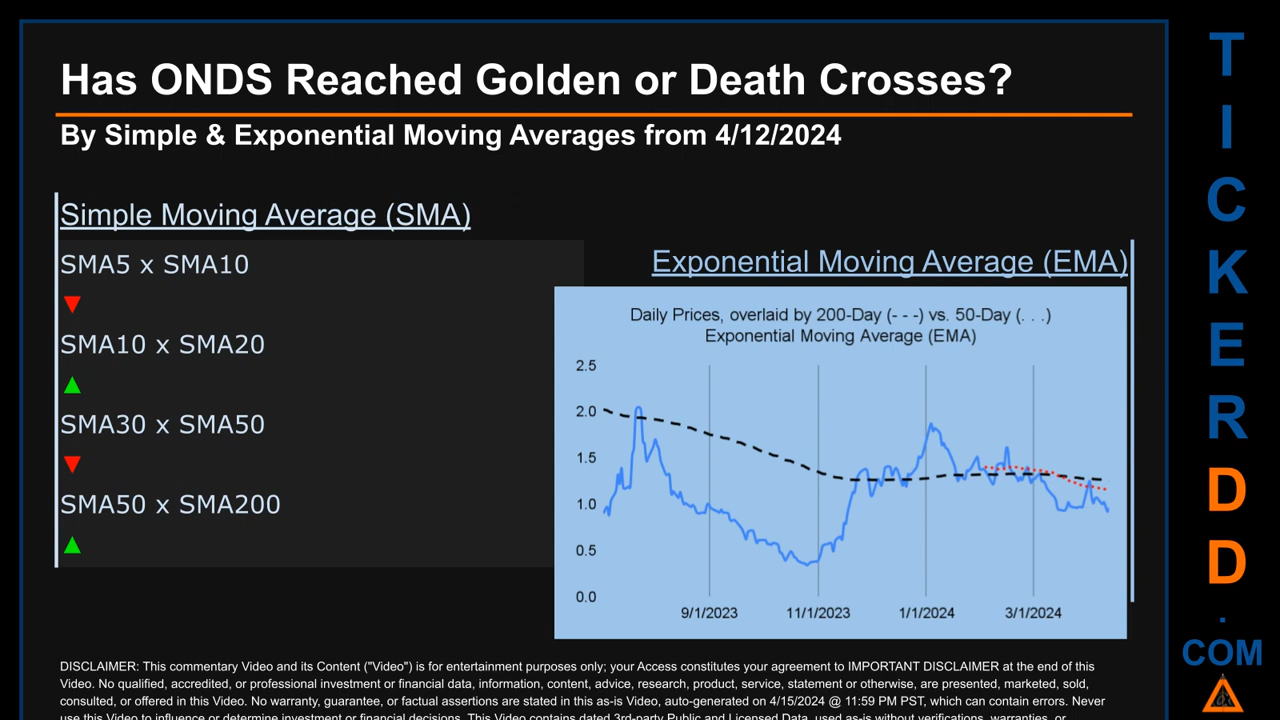 Has ONDS Reached Golden or Death Crosses?
By Simple & Exponential Moving Averages from 4/12/2024
Simple Moving Average (SMA)
SMA5 x SMA10
▼
SMA10 x SMA20
▲
SMA30 x SMA50
▼
SMA50 x SMA200
▲
Exponential Moving Average (EMA)
Daily Prices, overlaid by 200-Day (- - -) vs. 50-Day (. . .)
Exponential Moving Average (EMA)
2.5
2.0
1.5
1.0
0.5
0.0
9/1/2023 11/1/2023 1/1/2024 3/1/2024
DISCLAIMER: This commentary Video and its Content ("Video") is for entertainment purposes only; your Access constitutes your agreement to IMPORTANT DISCLAIMER at the end of this
Video. No qualified, accredited, or professional investment or financial data, information, content, advice, research, product, service, statement or otherwise, are presented, marketed, sold,
consulted, or offered in this Video. No warranty, guarantee, or factual assertions are stated in this as-is Video, auto-generated on 4/15/2024 @ 11:59 PM PST, which can contain errors. Never
use this Video to influence or determine investment or financial decisions. This Video contains dated 3rd-party Public and Licensed Data, used as-is without verifications, warranties, or
T
I
C
K
E
R
D
D
.
COM